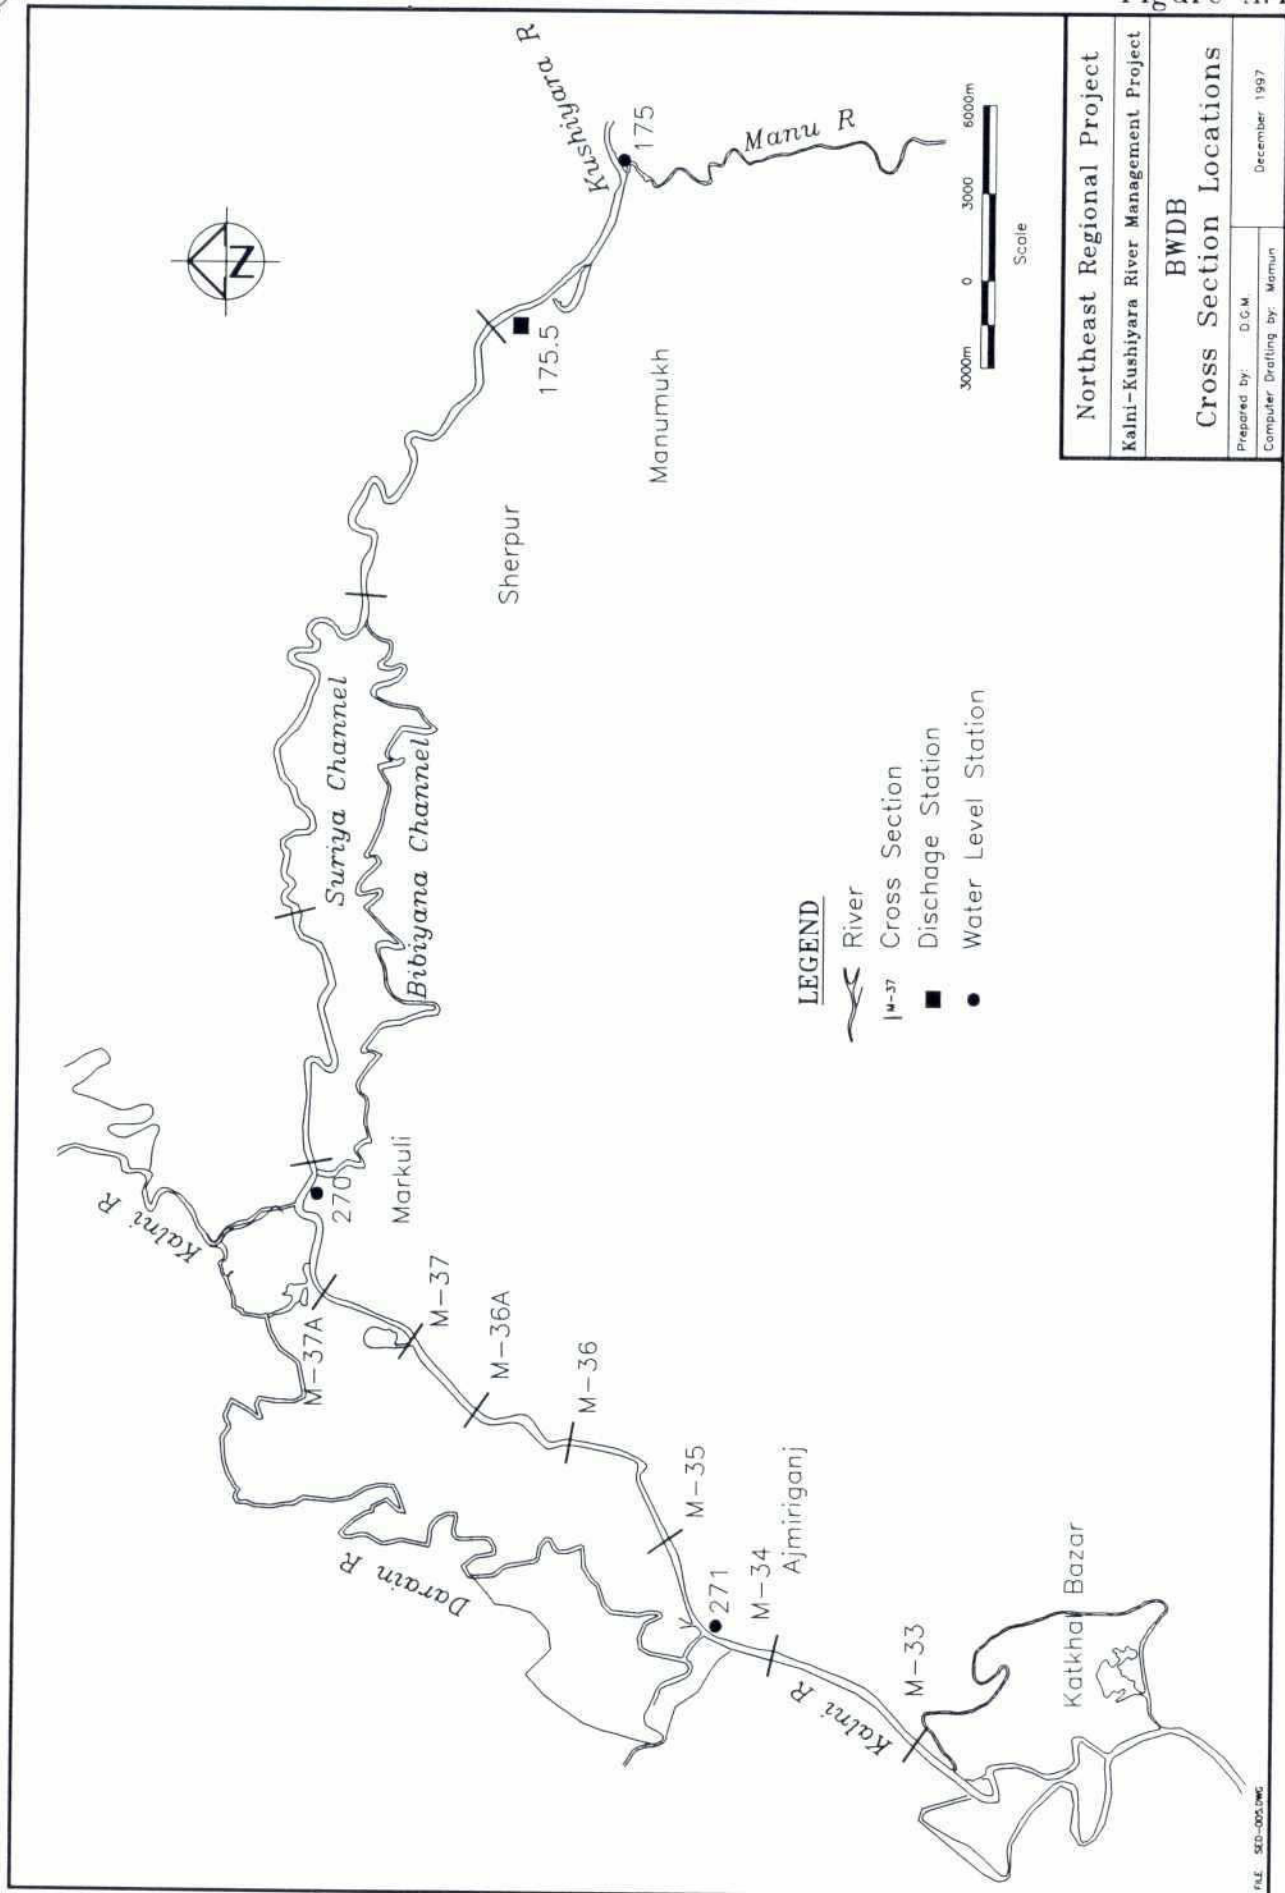 Kushiyara R
175
Manu R
175.5
Manumukh
Sherpur
Suriya Channel
Bibiyana Channel
Kalni R
270
Markuli
M-37A
M-37
M-36A
M-36
M-35
Darain R
271
M-34
Ajmiriganj
Kalni R
M-33
Katkhal Bazar
N
3000m 0 3000 6000m
Scale
LEGEND
River
M-37 Cross Section
Dischage Station
Water Level Station
Northeast Regional Project
Kalni-Kushiyara River Management Project
BWDB
Cross Section Locations
Prepared by: D.G.M.
Computer Drafting by: Mamun
December 1997
FILE SED-005.DWG